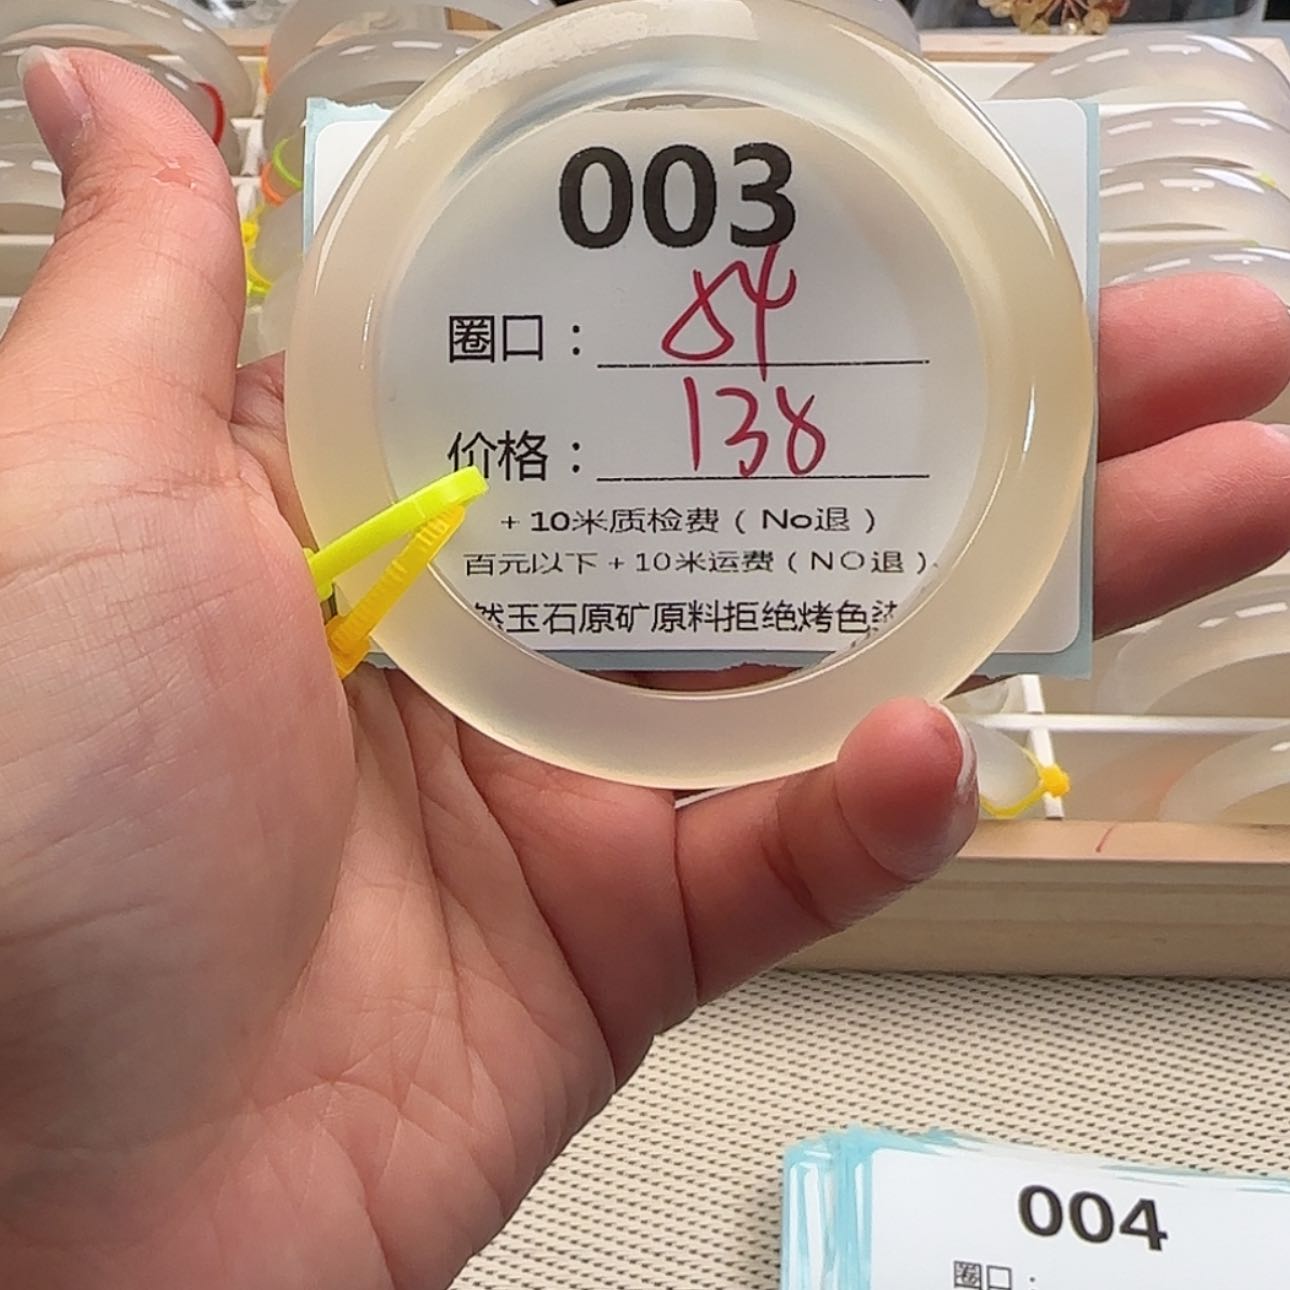 003
圈口：54
价格：138
+10米质检费（No退）
百元以下+10米运费（NO退）
然玉石原矿原料拒绝烤色染
004
圈口：